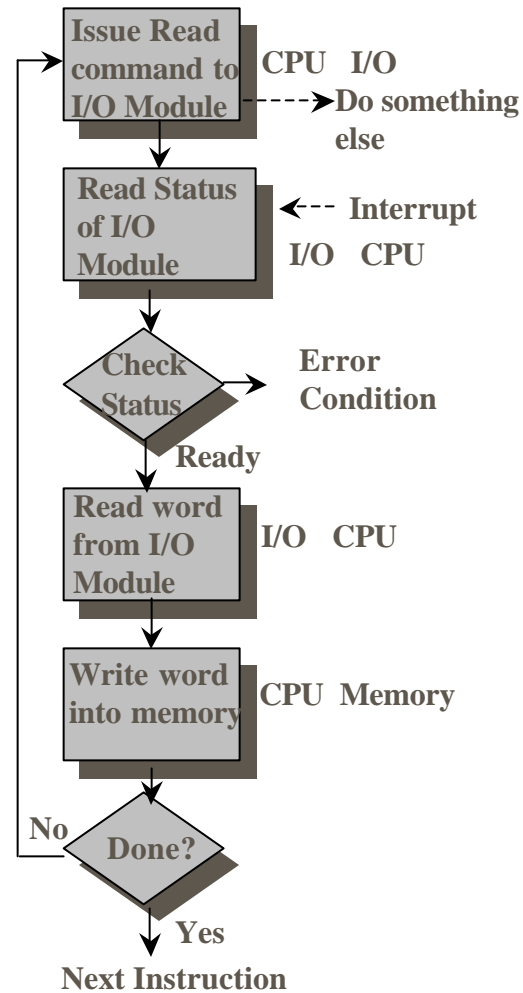 Issue Read
command to
I/O Module
CPU I/O
Do something
else
Read Status
of I/O
Module
Interrupt
I/O CPU
Check
Status
Error
Condition
Ready
Read word
from I/O
Module
I/O CPU
Write word
into memory
CPU Memory
No
Done?
Yes
Next Instruction